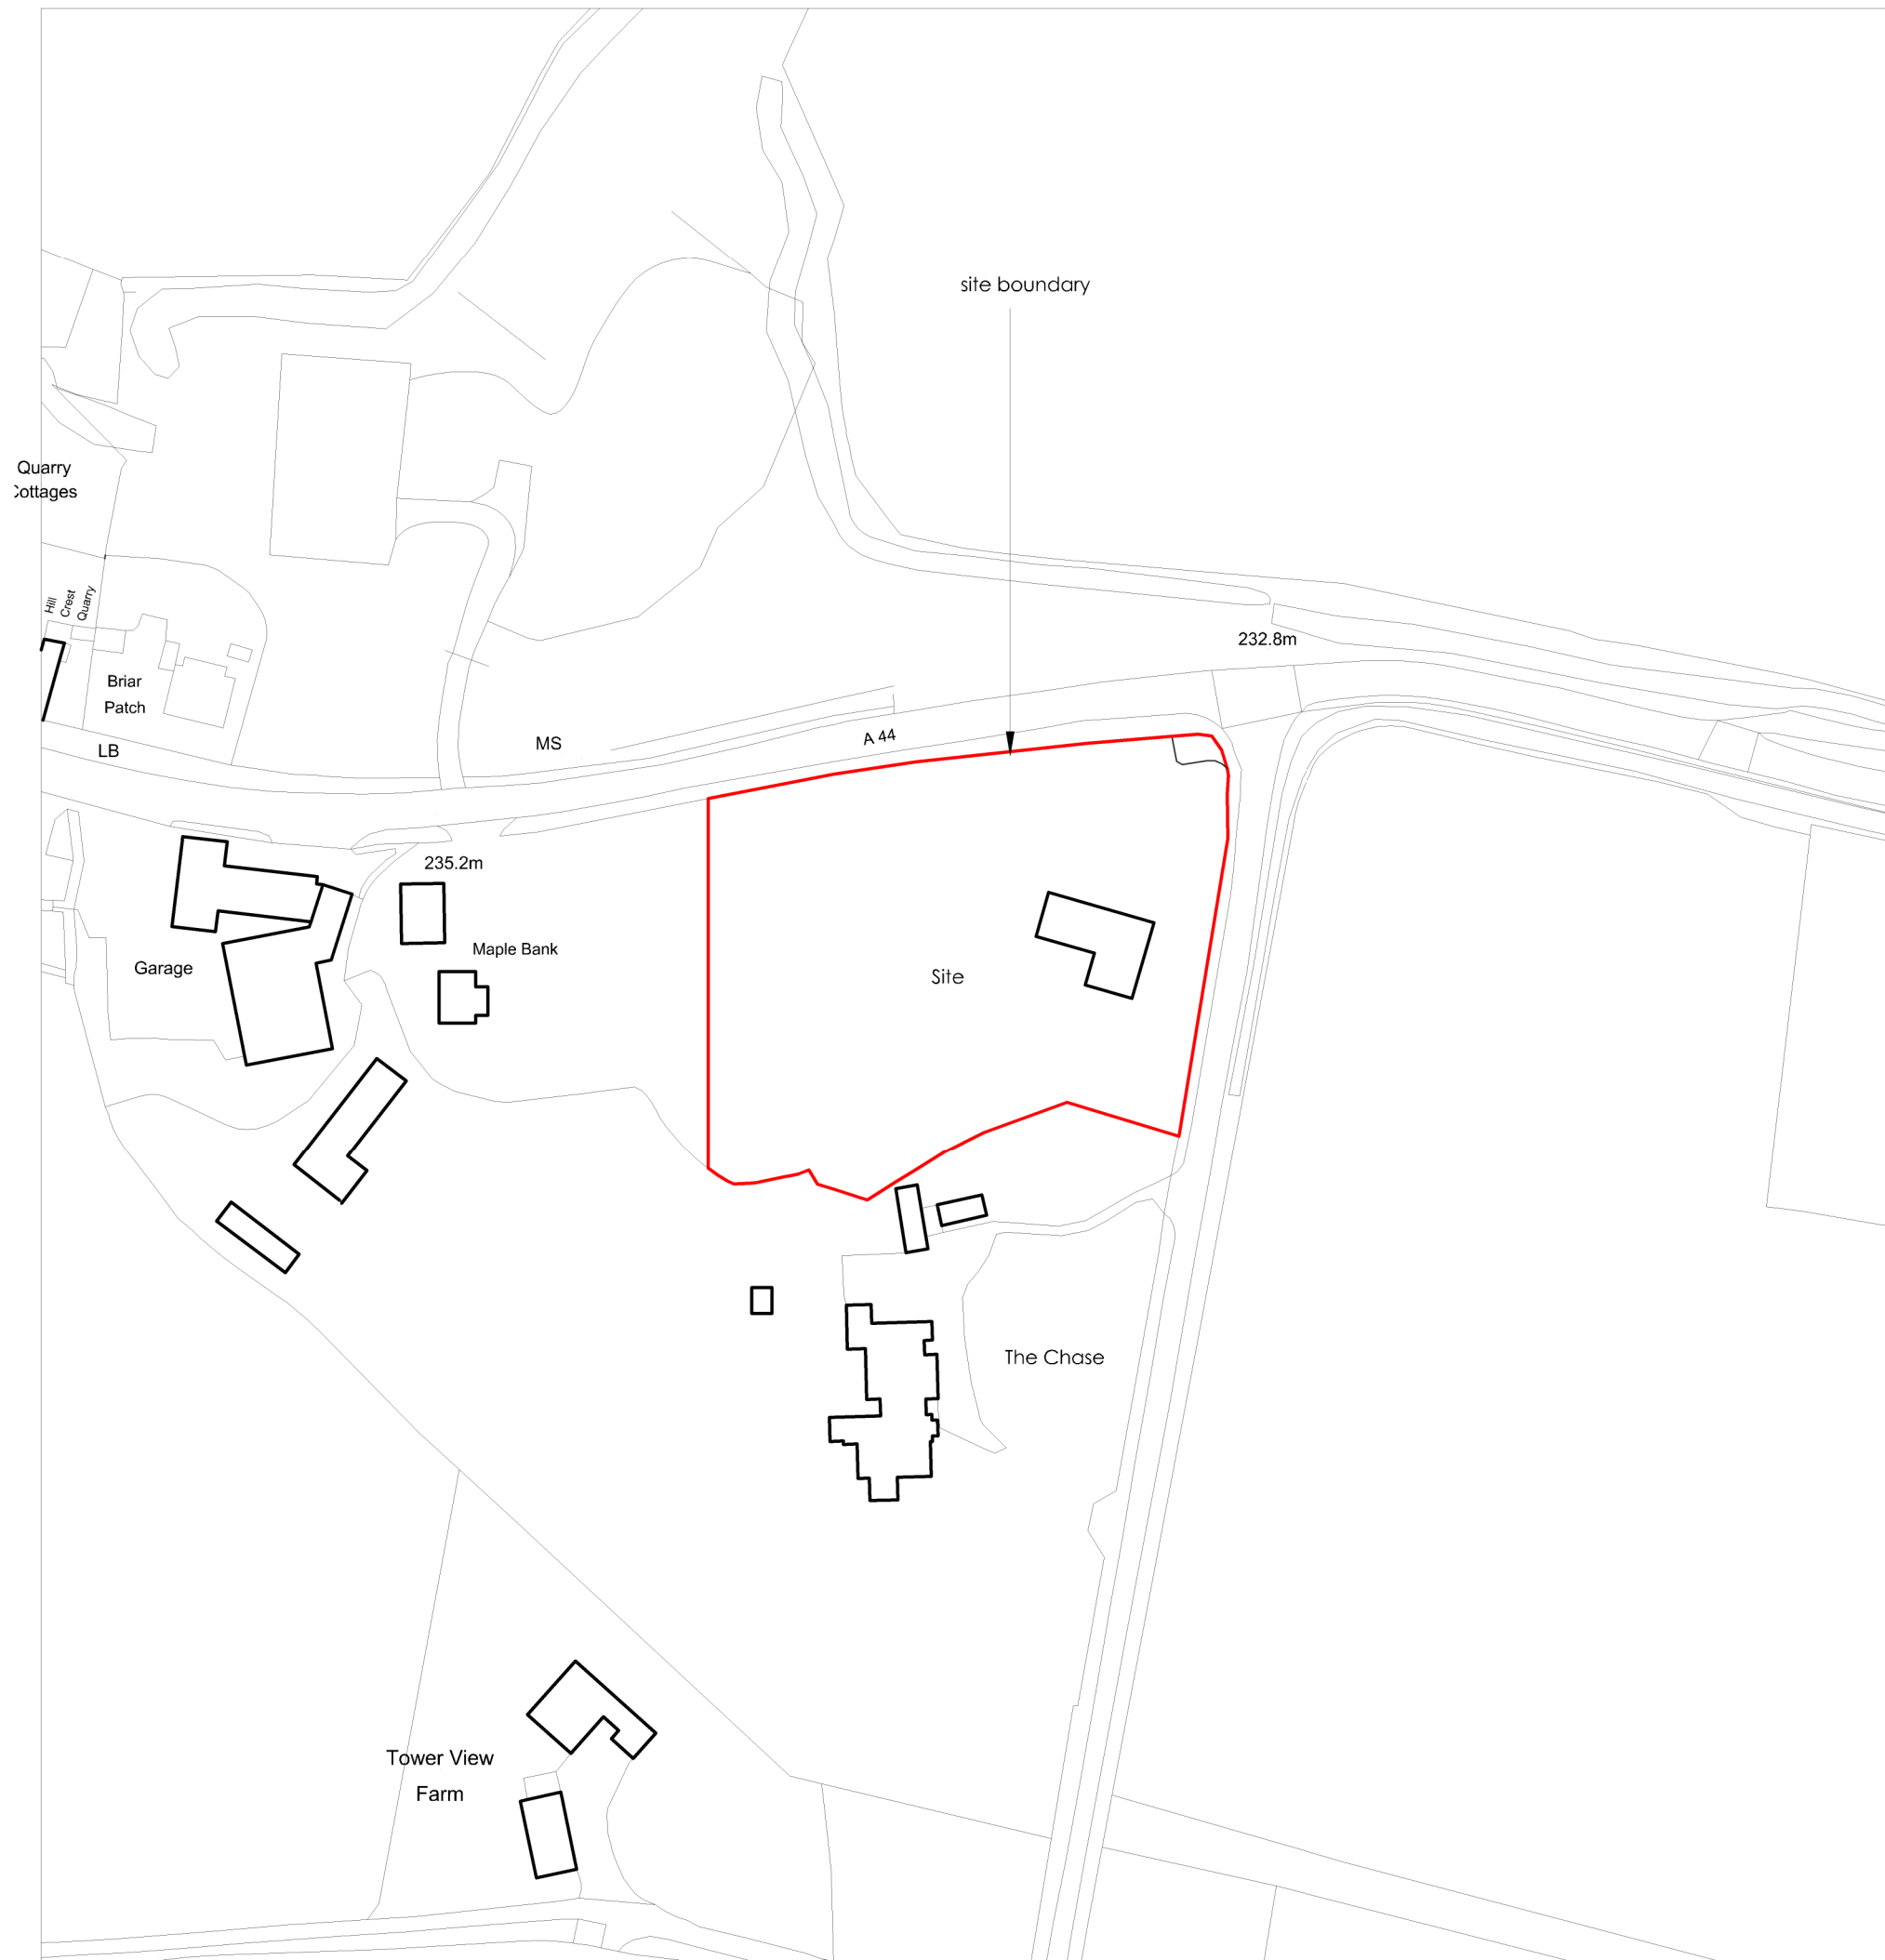 site boundary
Quarry
Cottages
Hill
Crest
Quarry
232.8m
Briar
Patch
LB
MS
A 44
235.2m
Maple Bank
Garage
Site
The Chase
Tower View
Farm